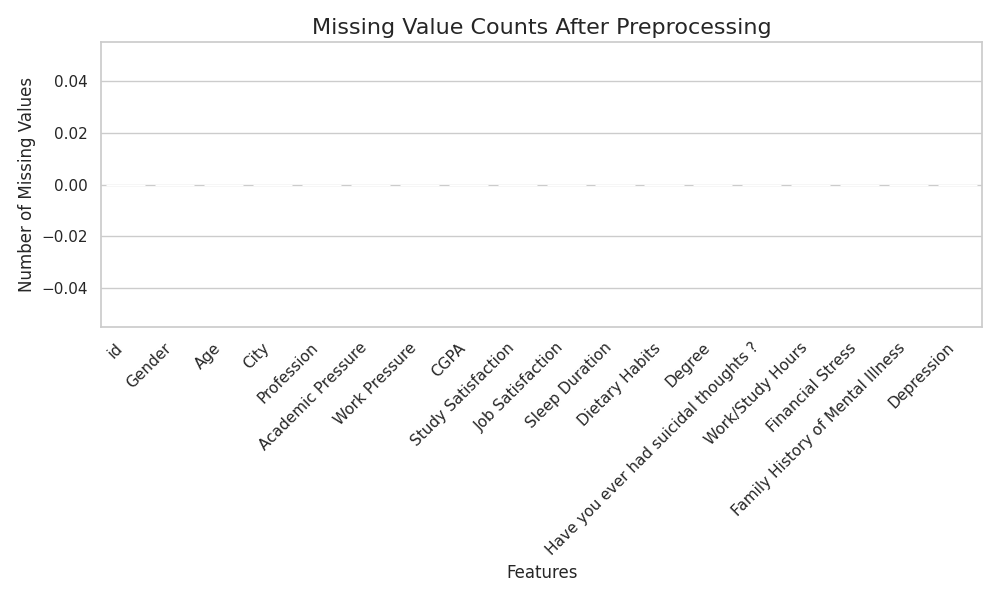 Missing Value Counts After Preprocessing
Number of Missing Values
0.04
0.02
0.00
−0.02
−0.04
id
Gender
Age
City
Profession
Academic Pressure
Work Pressure
CGPA
Study Satisfaction
Job Satisfaction
Sleep Duration
Dietary Habits
Degree
Have you ever had suicidal thoughts ?
Work/Study Hours
Financial Stress
Family History of Mental Illness
Depression
Features